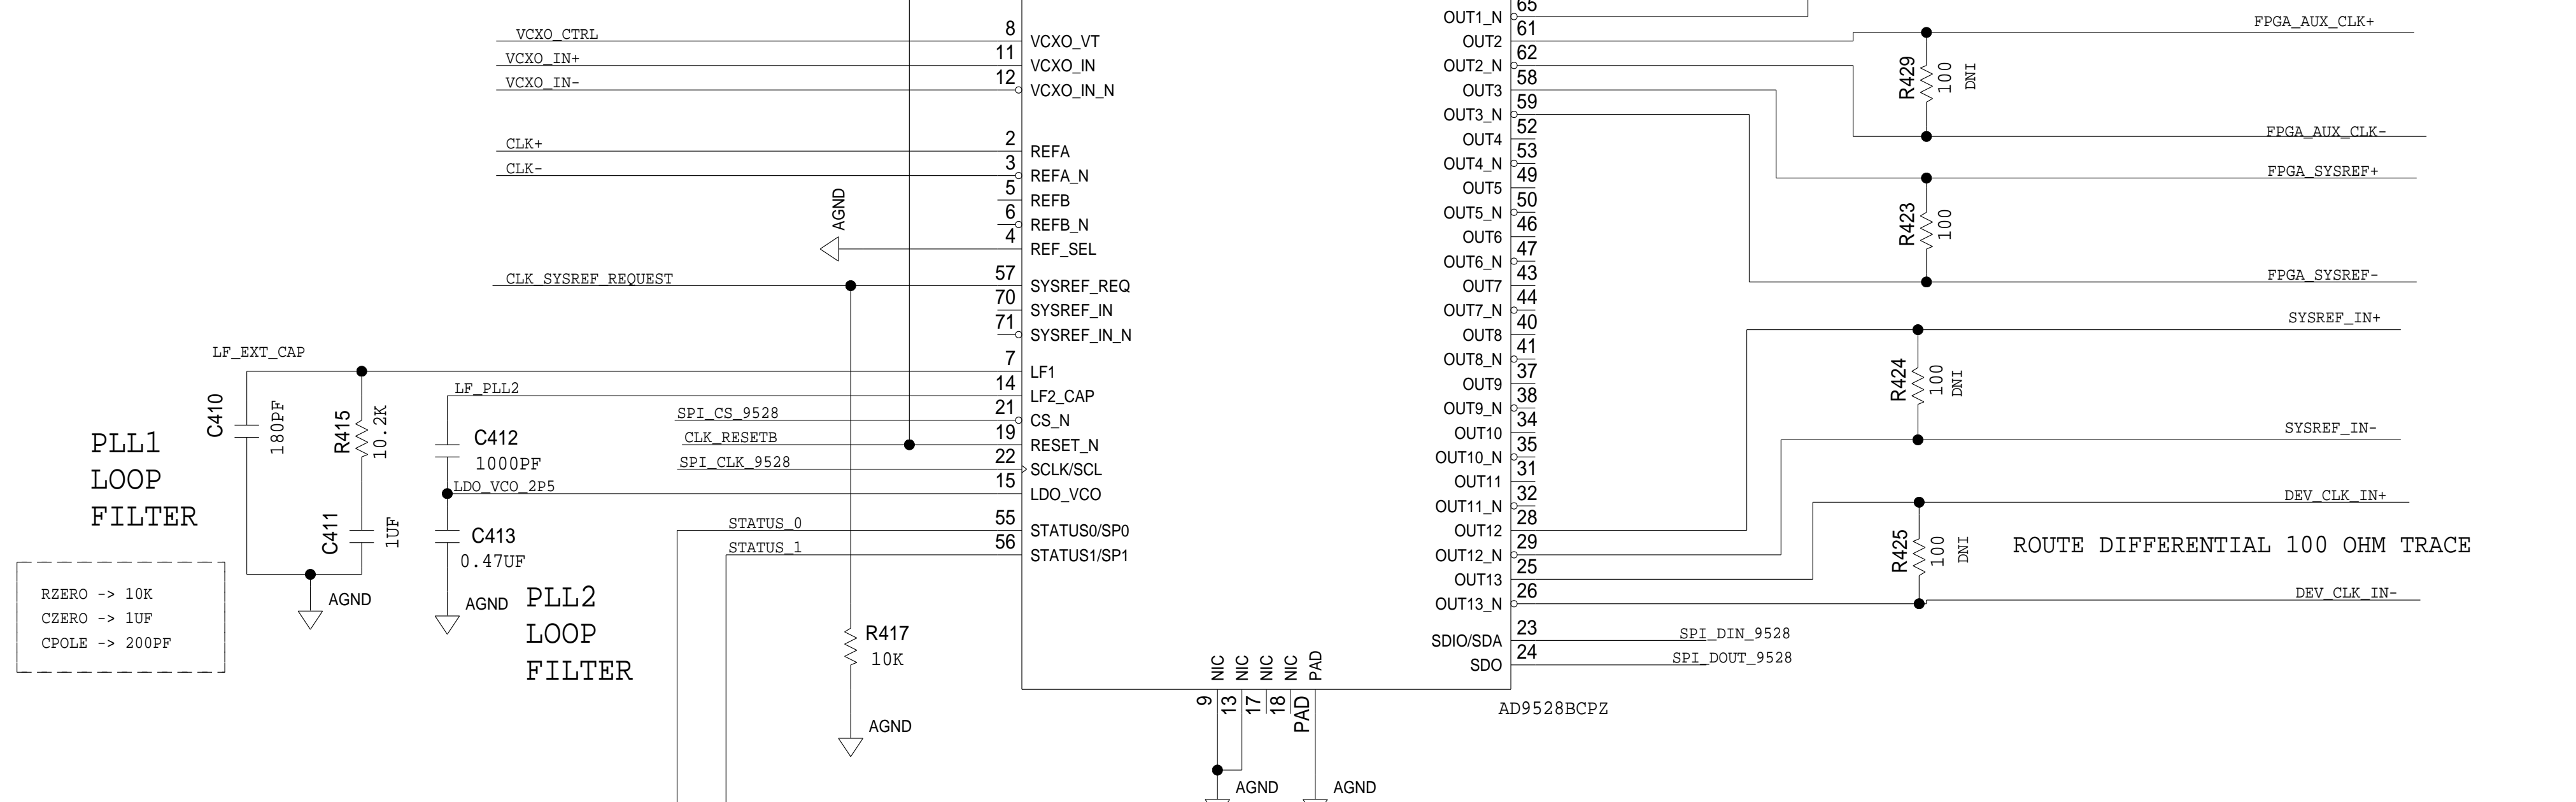 VCXO_CTRL
8
VCXO_VT
VCXO_IN+
11
VCXO_IN
VCXO_IN-
12
VCXO_IN_N
CLK+
2
REFA
CLK-
3
REFA_N
5
REFB
6
REFB_N
AGND
4
REF_SEL
CLK_SYSREF_REQUEST
57
SYSREF_REQ
70
SYSREF_IN
71
SYSREF_IN_N
LF_EXT_CAP
7
LF1
LF_PLL2
14
LF2_CAP
SPI_CS_9528
21
CS_N
CLK_RESETB
19
RESET_N
SPI_CLK_9528
22
SCLK/SCL
LDO_VCO_2P5
15
LDO_VCO
STATUS_0
55
STATUS0/SP0
STATUS_1
56
STATUS1/SP1
C410
180PF
R415
10.2K
C411
1UF
C412
1000PF
C413
0.47UF
AGND
AGND
PLL1
LOOP
FILTER
RZERO -> 10K
CZERO -> 1UF
CPOLE -> 200PF
PLL2
LOOP
FILTER
R417
10K
AGND
65
OUT1_N
61
OUT2
62
OUT2_N
58
OUT3
59
OUT3_N
52
OUT4
53
OUT4_N
49
OUT5
50
OUT5_N
46
OUT6
47
OUT6_N
43
OUT7
44
OUT7_N
40
OUT8
41
OUT8_N
37
OUT9
38
OUT9_N
34
OUT10
35
OUT10_N
31
OUT11
32
OUT11_N
28
OUT12
29
OUT12_N
25
OUT13
26
OUT13_N
23
SDIO/SDA
SPI_DIN_9528
24
SDO
SPI_DOUT_9528
NIC
NIC
NIC
NIC
PAD
9
13
17
18
PAD
AGND
AGND
AD9528BCPZ
FPGA_AUX_CLK+
R429
100
DNI
FPGA_AUX_CLK-
FPGA_SYSREF+
R423
100
FPGA_SYSREF-
SYSREF_IN+
R424
100
DNI
SYSREF_IN-
DEV_CLK_IN+
R425
100
DNI
ROUTE DIFFERENTIAL 100 OHM TRACE
DEV_CLK_IN-